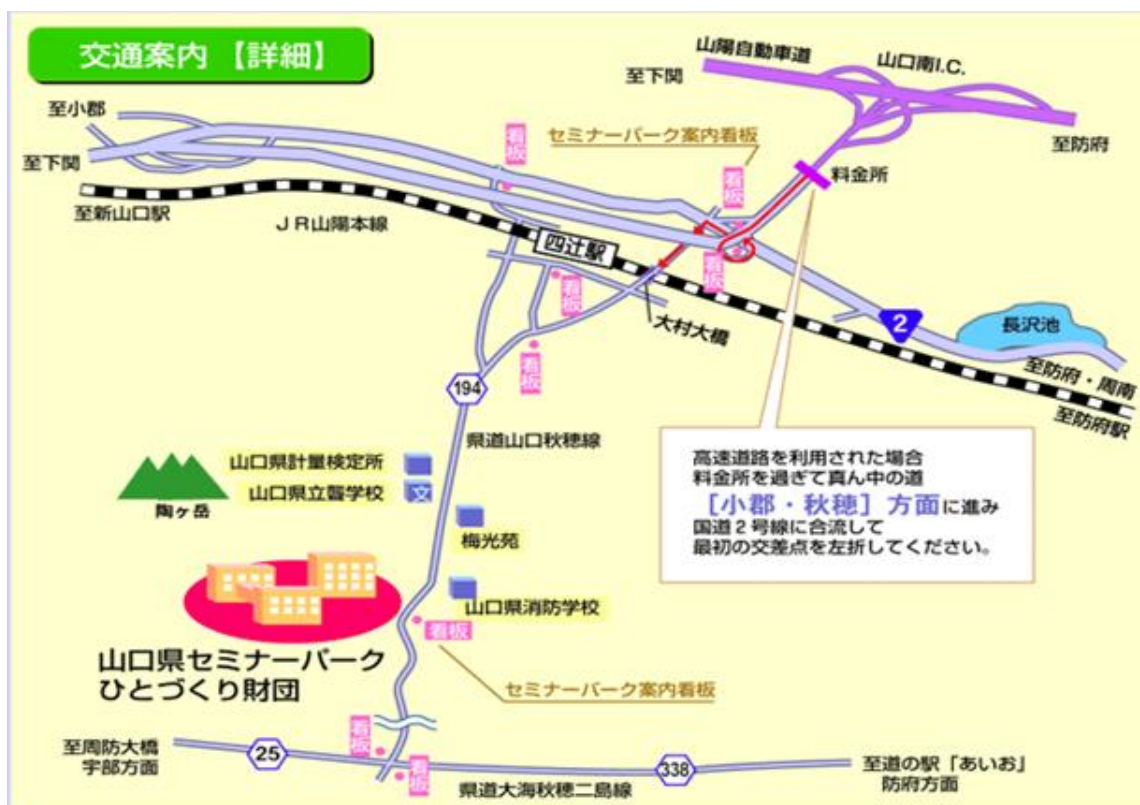 交通案内【詳細】
山陽自動車道
山口南I.C.
至下関
至防府
至小郡
至下関
看板
セミナーパーク案内看板
看板
料金所
至新山口駅
JR山陽本線
四辻駅
看板
看板
大村大橋
2
長沢池
看板
至防府・周南
至防府駅
194
県道山口秋穂線
高速道路を利用された場合
料金所を過ぎて真ん中の道
[小郡・秋穂]方面に進み
国道2号線に合流して
最初の交差点を左折してください。
山口県計量検定所
山口県立聾学校
文
陶ヶ岳
梅光苑
山口県消防学校
看板
山口県セミナーパーク
ひとづくり財団
セミナーパーク案内看板
看板
至周防大橋
宇部方面
25
看板
338
県道大海秋穂二島線
至道の駅「あいお」
防府方面